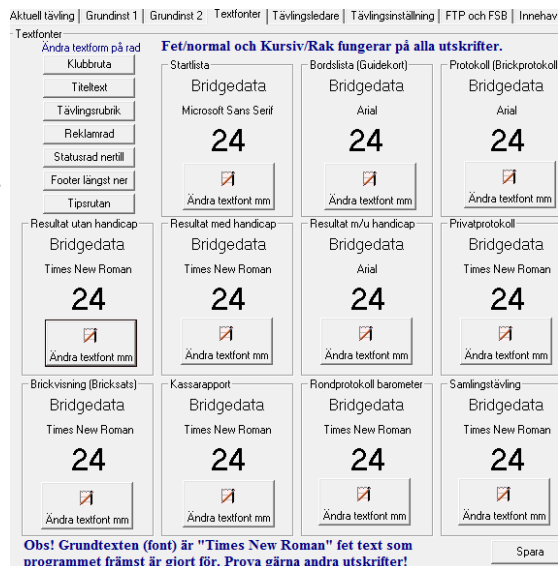 Aktuell tävling | Grundinst 1 | Grundinst 2 | Textfonter | Tävlingsledare | Tävlingsinställning | FTP och FSB |
Textfonter
Ändra textform på rad
Fet/normal och Kursiv/Rak fungerar på alla utskrifter.
Klubbruta
Titeltext
Tävlingsrubrik
Reklamrad
Statusrad nertill
Footer längst ner
Tipsrutan
Startlista
Bridgedata
Microsoft Sans Serif
24
Ändra textfont mm
Bordslista (Guidekort)
Bridgedata
Arial
24
Ändra textfont mm
Protokoll (Brickprotokoll
Bridgedata
Arial
24
Ändra textfont mm
Resultat utan handicap
Bridgedata
Times New Roman
24
Ändra textfont mm
Resultat med handicap
Bridgedata
Times New Roman
24
Ändra textfont mm
Resultat m/u handicap
Bridgedata
Arial
24
Ändra textfont mm
Privatprotokoll
Bridgedata
Times New Roman
24
Ändra textfont mm
Brickvisning (Bricksats)
Bridgedata
Times New Roman
24
Ändra textfont mm
Kassarapport
Bridgedata
Times New Roman
24
Ändra textfont mm
Rondprotokoll barometer
Bridgedata
Times New Roman
24
Ändra textfont mm
Samlingstävling
Bridgedata
Times New Roman
24
Ändra textfont mm
Obs! Grundtexten (font) är "Times New Roman" fet text som
programmet främst är gjort för. Prova gärna andra utskrifter!
Spara